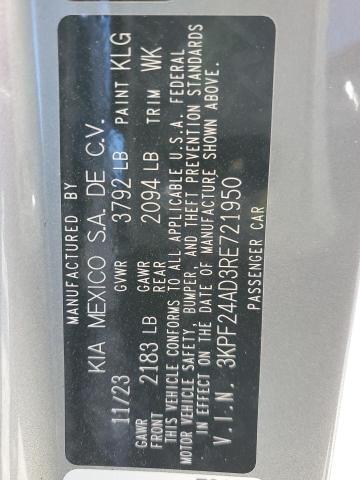 MANUFACTURED BY
KIA MEXICO S.A. DE C.V.
11/23 GVWR 3792 LB PAINT KLG
GAWR FRONT 2183 LB GAWR REAR 2094 LB TRIM WK
THIS VEHICLE CONFORMS TO ALL APPLICABLE U.S.A. FEDERAL
MOTOR VEHICLE SAFETY, BUMPER, AND THEFT PREVENTION STANDARDS
IN EFFECT ON THE DATE OF MANUFACTURE SHOWN ABOVE.
V.I.N. 3KPF24AD3RE721950
PASSENGER CAR